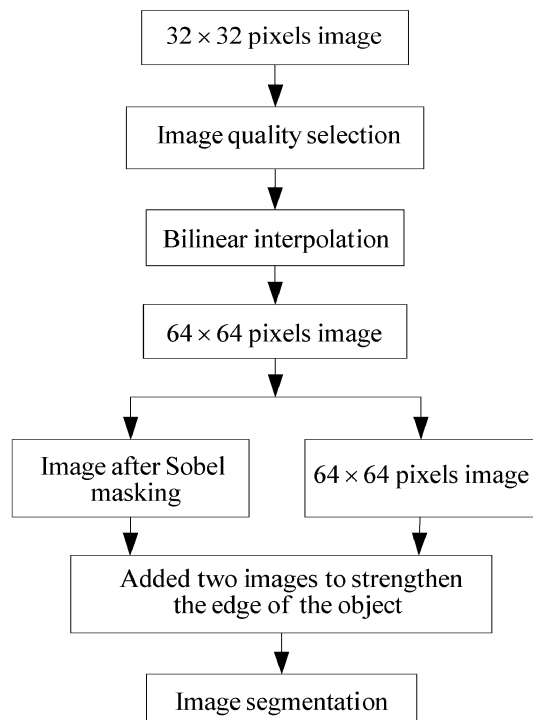 32 × 32 pixels image
Image quality selection
Bilinear interpolation
64 × 64 pixels image
Image after Sobel
masking
64 × 64 pixels image
Added two images to strengthen
the edge of the object
Image segmentation